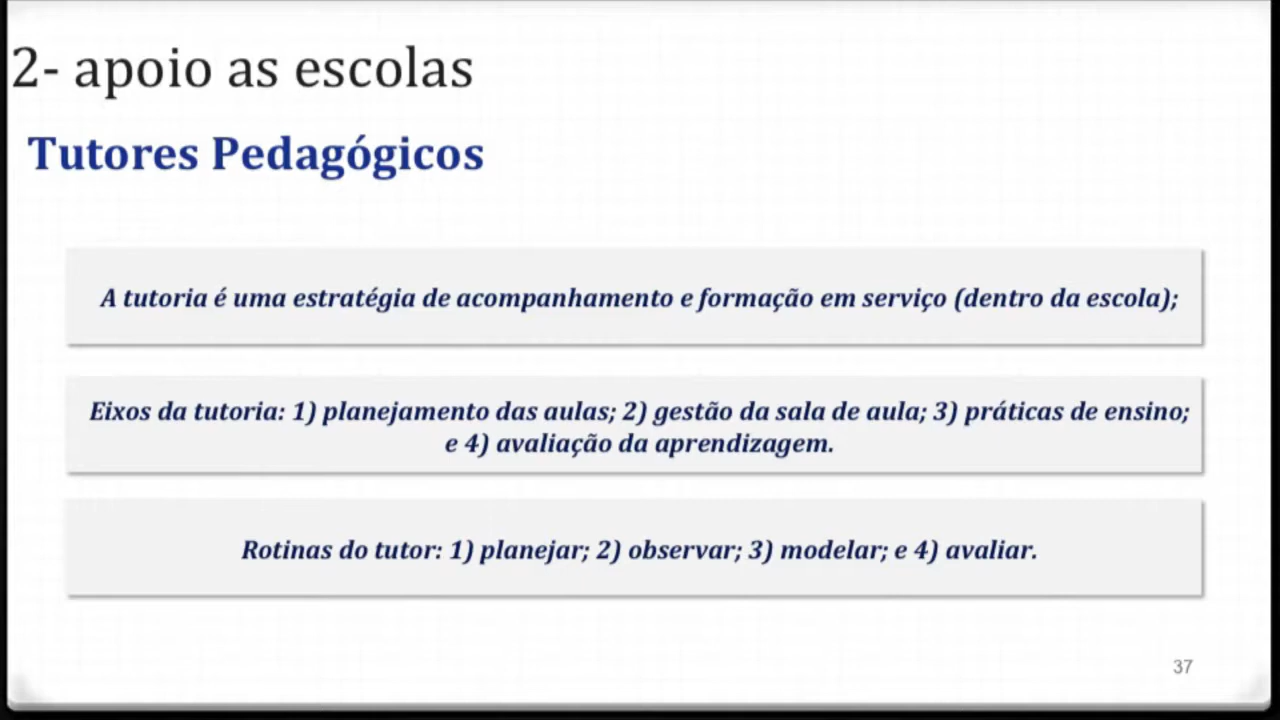 2- apoio as escolas
Tutores Pedagógicos
A tutoria é uma estratégia de acompanhamento e formação em serviço (dentro da escola);
Eixos da tutoria: 1) planejamento das aulas; 2) gestão da sala de aula; 3) práticas de ensino;
e 4) avaliação da aprendizagem.
Rotinas do tutor: 1) planejar; 2) observar; 3) modelar; e 4) avaliar.
37